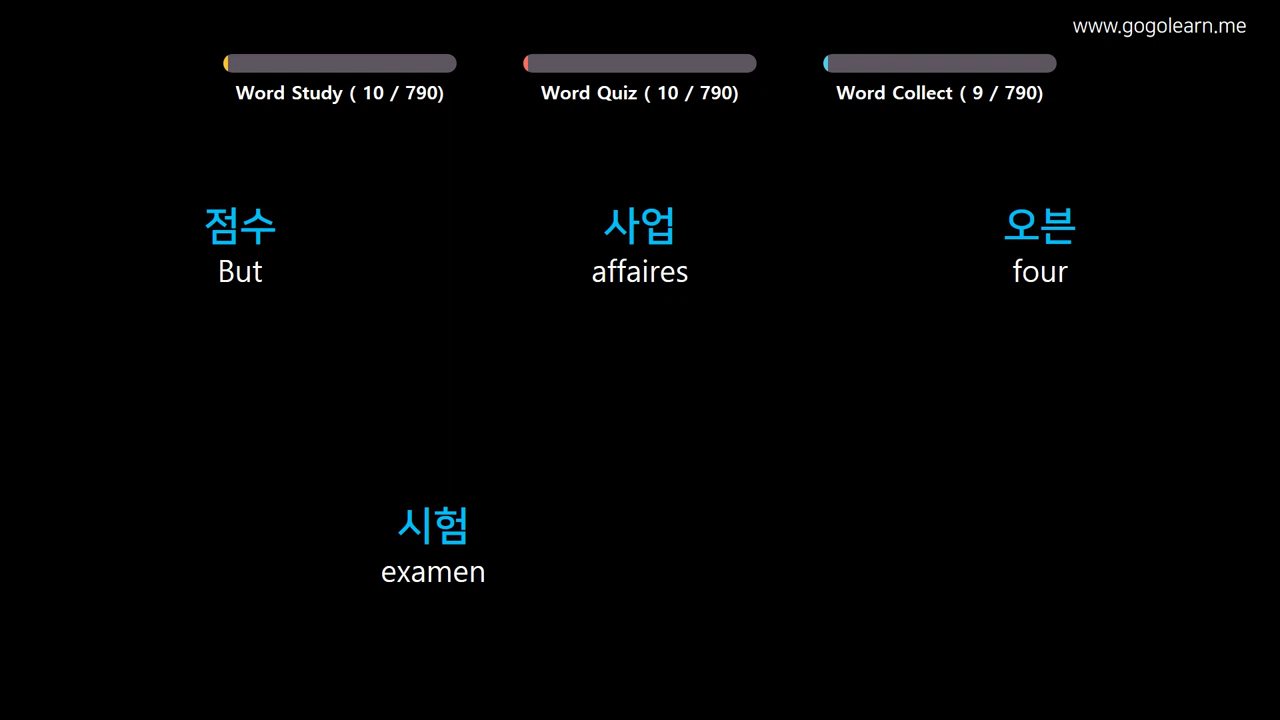 www.gogolearn.me
Word Study ( 10 / 790)
Word Quiz ( 10 / 790)
Word Collect ( 9 / 790)
점수
But
사업
affaires
오븐
four
시험
examen